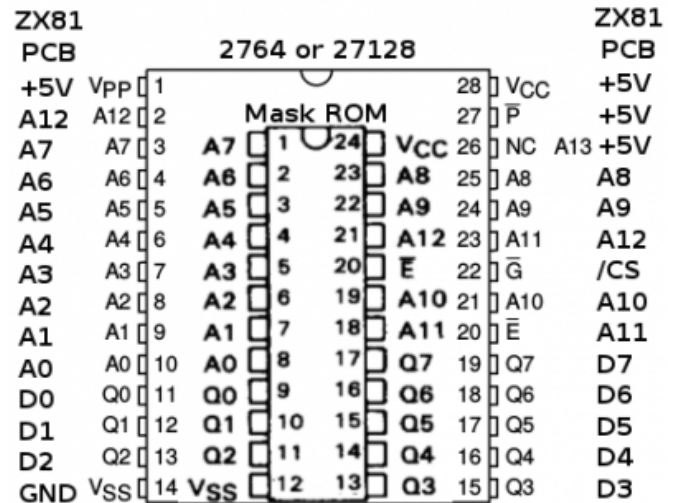 ZX81 ZX81
PCB 2764 or 27128 PCB
+5V VPP 1 28 VCC +5V
A12 A12 2 Mask ROM 27 P̅ +5V
A7 A7 3 A7 1 24 VCC 26 NC A13 +5V
A6 A6 4 A6 2 23 A8 25 A8 A8
A5 A5 5 A5 3 22 A9 24 A9 A9
A4 A4 6 A4 4 21 A12 23 A11 A12
A3 A3 7 A3 5 20 E̅ 22 G̅ /CS
A2 A2 8 A2 6 19 A10 21 A10 A10
A1 A1 9 A1 7 18 A11 20 E̅ A11
A0 A0 10 A0 8 17 Q7 19 Q7 D7
D0 Q0 11 Q0 9 16 Q6 18 Q6 D6
D1 Q1 12 Q1 10 15 Q5 17 Q5 D5
D2 Q2 13 Q2 11 14 Q4 16 Q4 D4
GND VSS 14 VSS 12 13 Q3 15 Q3 D3